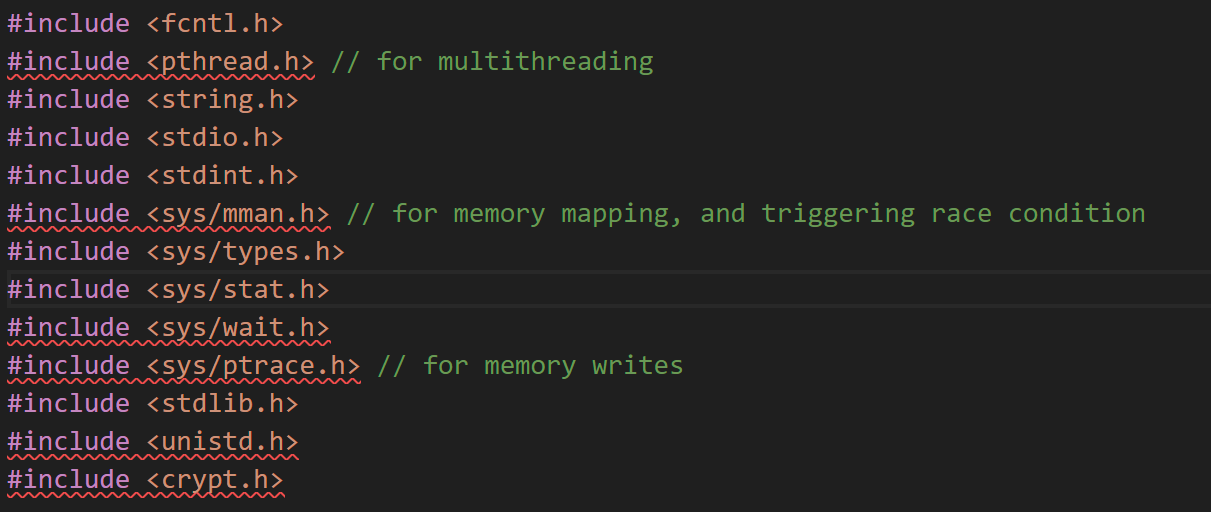 #include <fcntl.h>
#include <pthread.h> // for multithreading
#include <string.h>
#include <stdio.h>
#include <stdint.h>
#include <sys/mman.h> // for memory mapping, and triggering race condition
#include <sys/types.h>
#include <sys/stat.h>
#include <sys/wait.h>
#include <sys/ptrace.h> // for memory writes
#include <stdlib.h>
#include <unistd.h>
#include <crypt.h>